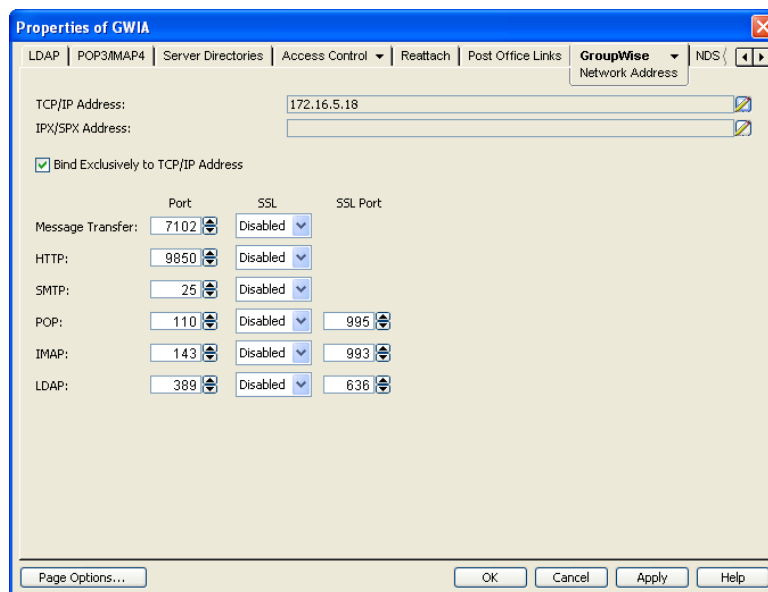 Properties of GWIA
LDAP POP3/IMAP4 Server Directories Access Control Reattach Post Office Links GroupWise NDS
Network Address
TCP/IP Address: 172.16.5.18
IPX/SPX Address:
Bind Exclusively to TCP/IP Address
Port SSL SSL Port
Message Transfer: 7102 Disabled
HTTP: 9850 Disabled
SMTP: 25 Disabled
POP: 110 Disabled 995
IMAP: 143 Disabled 993
LDAP: 389 Disabled 636
Page Options... OK Cancel Apply Help